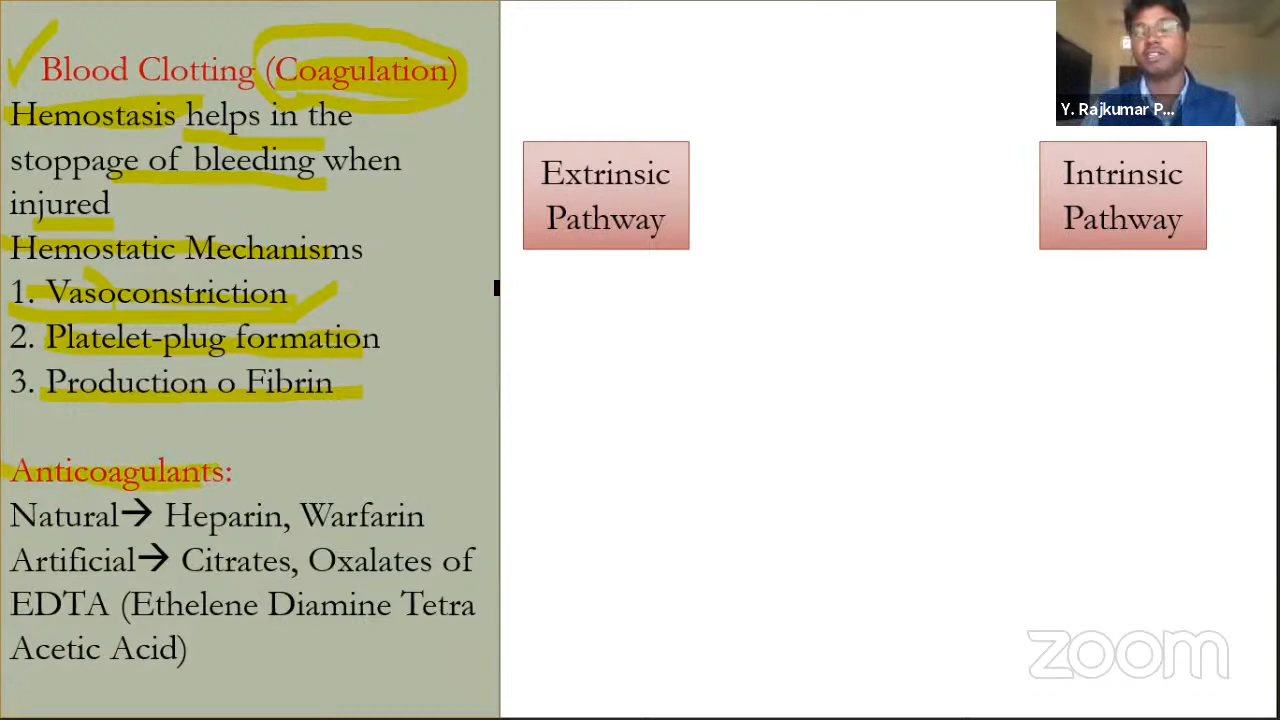 Blood Clotting (Coagulation)
Hemostasis helps in the
stoppage of bleeding when
injured
Hemostatic Mechanisms
1. Vasoconstriction
2. Platelet-plug formation
3. Production o Fibrin
Anticoagulants:
Natural→ Heparin, Warfarin
Artificial→ Citrates, Oxalates of
EDTA (Ethelene Diamine Tetra
Acetic Acid)
Extrinsic
Pathway
Intrinsic
Pathway
Y. Rajkumar P...
zoom